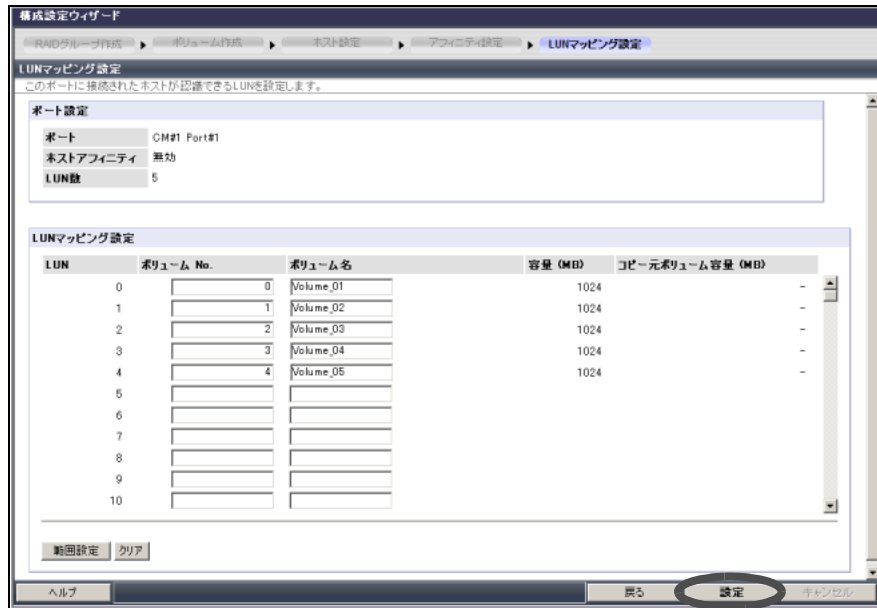 構成設定ウィザード
RAIDグループ作成 ボリューム作成 ホスト設定 アフィニティ設定 LUNマッピング設定
LUNマッピング設定
このポートに接続されたホストが認識できるLUNを設定します。
ポート設定
ポート CM#1 Port#1
ホストアフィニティ 無効
LUN数 5
LUNマッピング設定
LUN ボリューム No. ボリューム名 容量 (MB) コピー元ボリューム容量 (MB)
0 0 Volume_01 1024 -
1 1 Volume_02 1024 -
2 2 Volume_03 1024 -
3 3 Volume_04 1024 -
4 4 Volume_05 1024 -
5
6
7
8
9
10
範囲設定 クリア
ヘルプ 戻る 設定 キャンセル